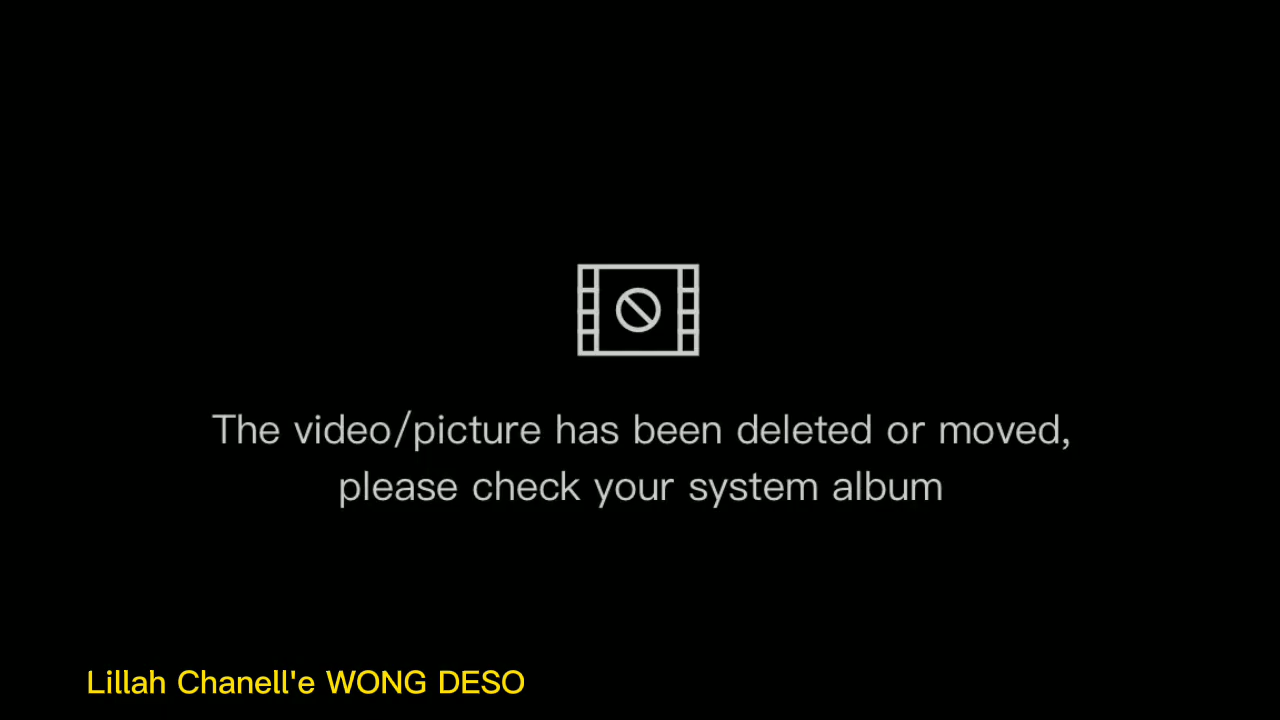 The video/picture has been deleted or moved,
please check your system album
Lillah Chanell'e WONG DESO